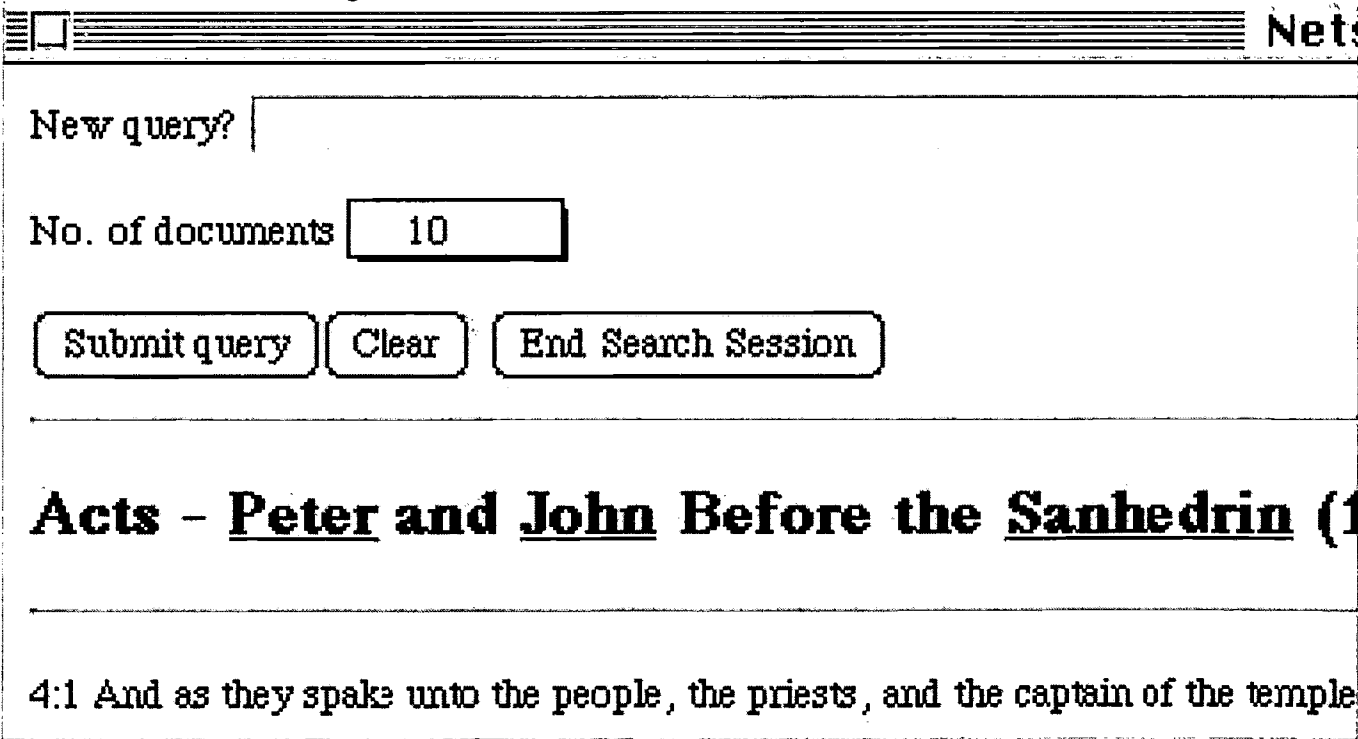 Nets
New query?
No. of documents 10
Submit query Clear End Search Session
Acts - Peter and John Before the Sanhedrin (1
4:1 And as they spake unto the people, the priests, and the captain of the temple